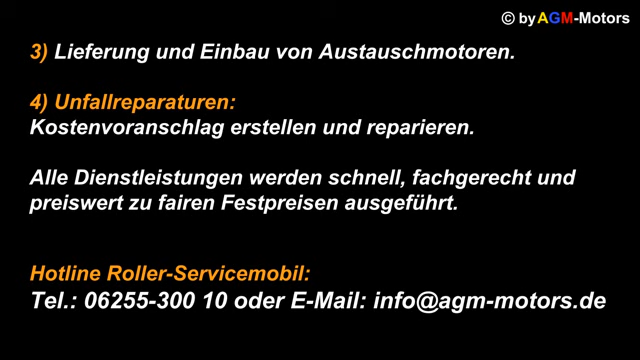 © by AGM-Motors
3) Lieferung und Einbau von Austauschmotoren.
4) Unfallreparaturen:
Kostenvoranschlag erstellen und reparieren.
Alle Dienstleistungen werden schnell, fachgerecht und
preiswert zu fairen Festpreisen ausgeführt.
Hotline Roller-Servicemobil:
Tel.: 06255-300 10 oder E-Mail: info@agm-motors.de